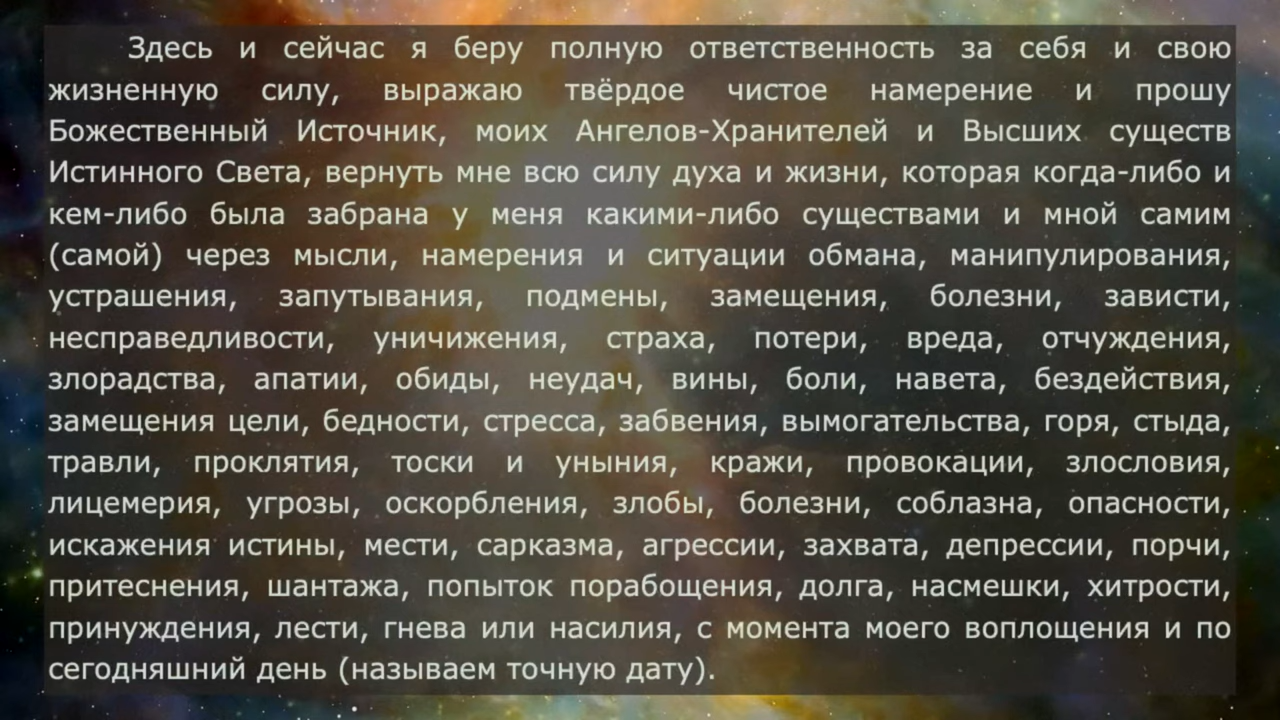 Здесь и сейчас я беру полную ответственность за себя и свою
жизненную силу, выражаю твёрдое чистое намерение и прошу
Божественный Источник, моих Ангелов-Хранителей и Высших существ
Истинного Света, вернуть мне всю силу духа и жизни, которая когда-либо и
кем-либо была забрана у меня какими-либо существами и мной самим
(самой) через мысли, намерения и ситуации обмана, манипулирования,
устрашения, запутывания, подмены, замещения, болезни, зависти,
несправедливости, уничижения, страха, потери, вреда, отчуждения,
злорадства, апатии, обиды, неудач, вины, боли, навета, бездействия,
замещения цели, бедности, стресса, забвения, вымогательства, горя, стыда,
травли, проклятия, тоски и уныния, кражи, провокации, злословия,
лицемерия, угрозы, оскорбления, злобы, болезни, соблазна, опасности,
искажения истины, мести, сарказма, агрессии, захвата, депрессии, порчи,
притеснения, шантажа, попыток порабощения, долга, насмешки, хитрости,
принуждения, лести, гнева или насилия, с момента моего воплощения и по
сегодняшний день (называем точную дату).